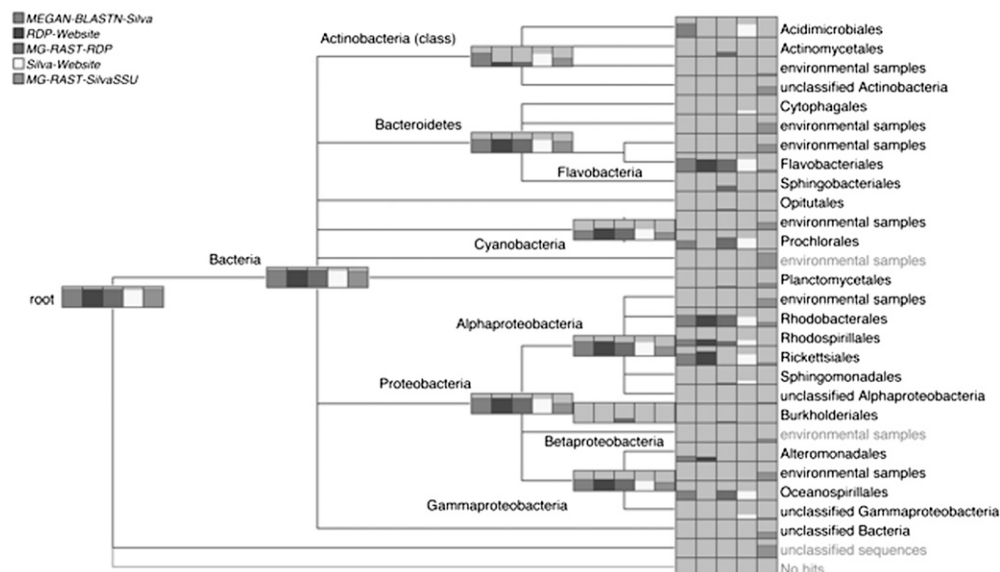 MEGAN-BLASTN-Silva
RDP-Website
MG-RAST-RDP
Silva-Website
MG-RAST-SilvaSSU
root
Bacteria
Actinobacteria (class)
Bacteroidetes
Flavobacteria
Cyanobacteria
Alphaproteobacteria
Proteobacteria
Betaproteobacteria
Gammaproteobacteria
Acidimicrobiales
Actinomycetales
environmental samples
unclassified Actinobacteria
Cytophagales
environmental samples
environmental samples
Flavobacteriales
Sphingobacteriales
Opitutales
environmental samples
Prochlorales
environmental samples
Planctomycetales
environmental samples
Rhodobacterales
Rhodospirillales
Rickettsiales
Sphingomonadales
unclassified Alphaproteobacteria
Burkholderiales
environmental samples
Alteromonadales
environmental samples
Oceanospirillales
unclassified Gammaproteobacteria
unclassified Bacteria
unclassified sequences
No hits